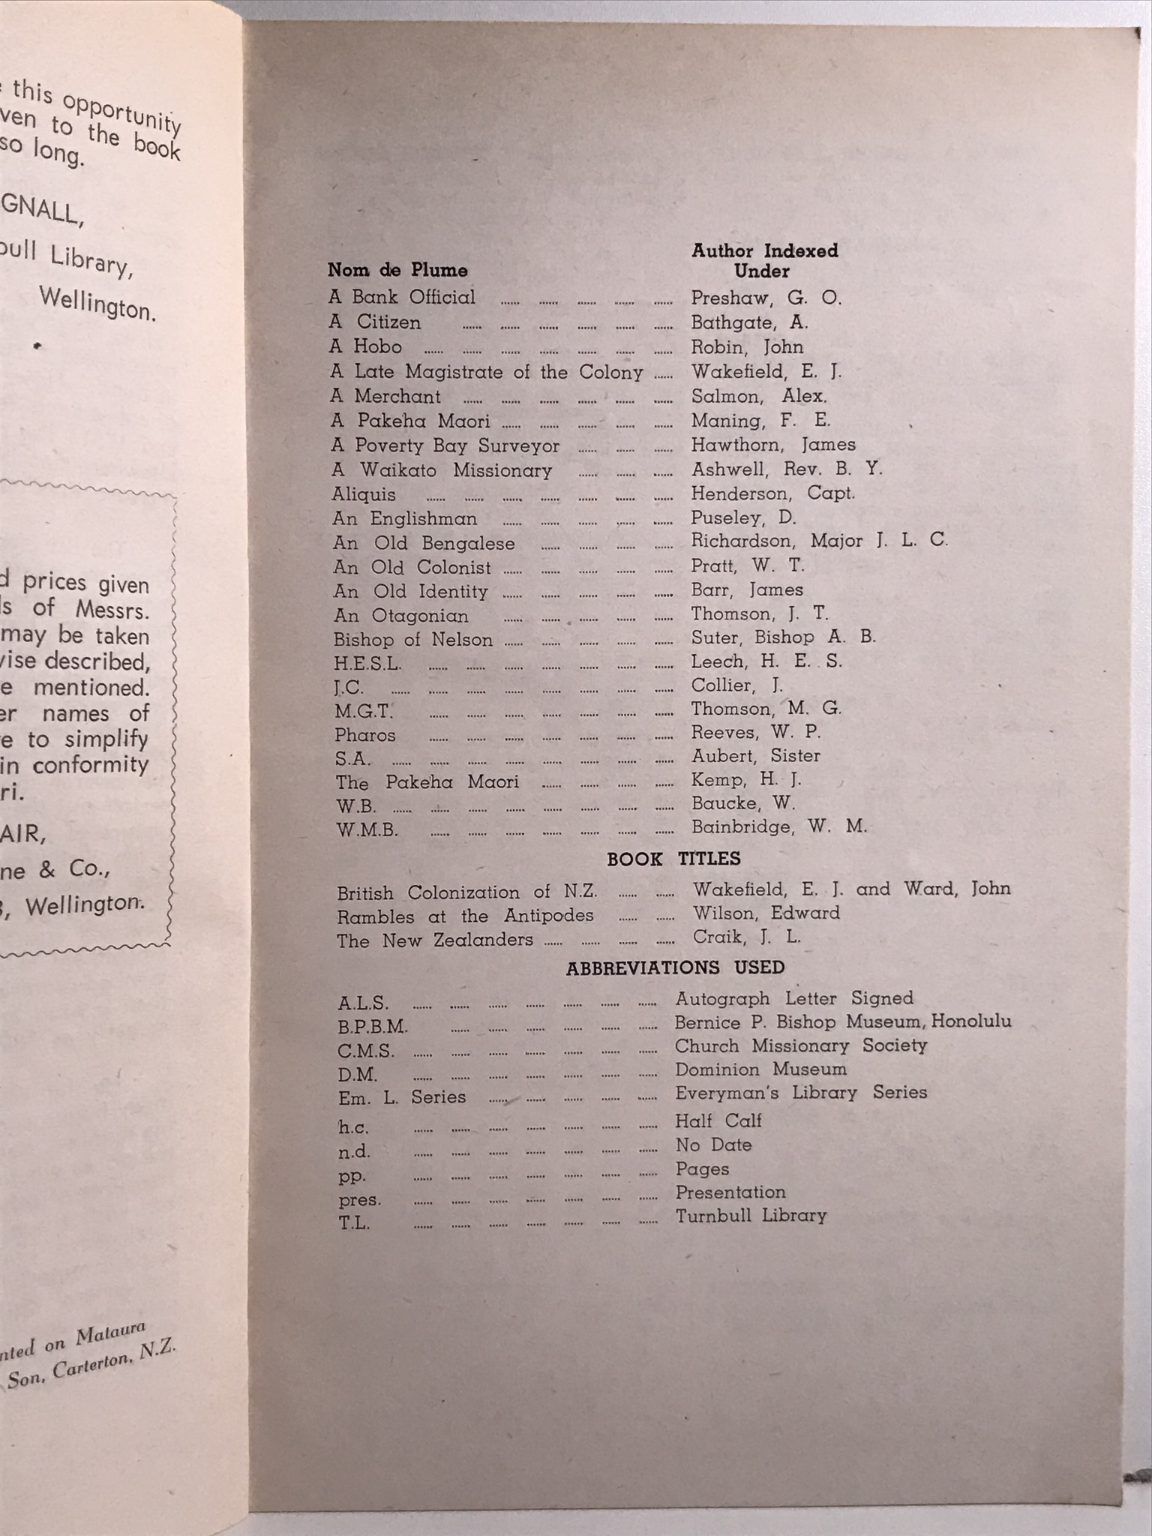 this opportunity
ven to the book
so long.
GNALL,
bull Library,
Wellington.
d prices given
ls of Messrs.
may be taken
vise described,
e mentioned.
er names of
e to simplify
in conformity
ri.
AIR,
ne & Co.,
3, Wellington.
nted on Mataura
Son, Carterton, N.Z.
Nom de Plume Author Indexed Under
A Bank Official ...... ...... ...... ...... ...... Preshaw, G. O.
A Citizen ...... ...... ...... ...... ...... ...... Bathgate, A.
A Hobo ...... ...... ...... ...... ...... ...... ...... Robin, John
A Late Magistrate of the Colony ...... Wakefield, E. J.
A Merchant ...... ...... ...... ...... ...... ...... Salmon, Alex.
A Pakeha Maori ...... ...... ...... ...... ...... Maning, F. E.
A Poverty Bay Surveyor ...... ...... ...... Hawthorn, James
A Waikato Missionary ...... ...... ...... Ashwell, Rev. B. Y.
Aliquis ...... ...... ...... ...... ...... ...... ...... Henderson, Capt.
An Englishman ...... ...... ...... ...... ...... Puseley, D.
An Old Bengalese ...... ...... ...... ...... Richardson, Major J. L. C.
An Old Colonist ...... ...... ...... ...... ...... Pratt, W. T.
An Old Identity ...... ...... ...... ...... ...... Barr, James
An Otagonian ...... ...... ...... ...... ...... Thomson, J. T.
Bishop of Nelson ...... ...... ...... ...... ...... Suter, Bishop A. B.
H.E.S.L. ...... ...... ...... ...... ...... ...... ...... Leech, H. E. S.
J.C. ...... ...... ...... ...... ...... ...... ...... ...... Collier, J.
M.G.T. ...... ...... ...... ...... ...... ...... ...... Thomson, M. G.
Pharos ...... ...... ...... ...... ...... ...... ...... Reeves, W. P.
S.A. ...... ...... ...... ...... ...... ...... ...... ...... Aubert, Sister
The Pakeha Maori ...... ...... ...... ...... Kemp, H. J.
W.B. ...... ...... ...... ...... ...... ...... ...... ...... Baucke, W.
W.M.B. ...... ...... ...... ...... ...... ...... ...... Bainbridge, W. M.
BOOK TITLES
British Colonization of N.Z. ...... ...... Wakefield, E. J. and Ward, John
Rambles at the Antipodes ...... ...... Wilson, Edward
The New Zealanders ...... ...... ...... ...... Craik, J. L.
ABBREVIATIONS USED
A.L.S. ...... ...... ...... ...... ...... ...... ...... Autograph Letter Signed
B.P.B.M. ...... ...... ...... ...... ...... ...... Bernice P. Bishop Museum, Honolulu
C.M.S. ...... ...... ...... ...... ...... ...... ...... Church Missionary Society
D.M. ...... ...... ...... ...... ...... ...... ...... Dominion Museum
Em. L. Series ...... ...... ...... ...... ...... Everyman's Library Series
h.c. ...... ...... ...... ...... ...... ...... ...... Half Calf
n.d. ...... ...... ...... ...... ...... ...... ...... No Date
pp. ...... ...... ...... ...... ...... ...... ...... Pages
pres. ...... ...... ...... ...... ...... ...... ...... Presentation
T.L. ...... ...... ...... ...... ...... ...... ...... Turnbull Library